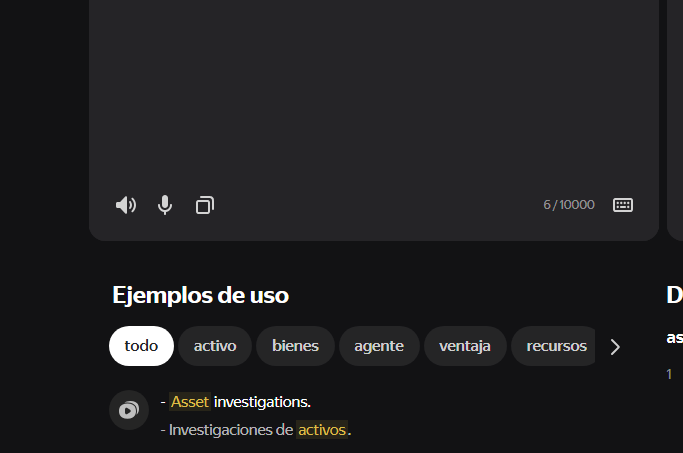 6/10000
Ejemplos de uso
D
todo activo bienes agente ventaja recursos
as
1
- Asset investigations.
- Investigaciones de activos.